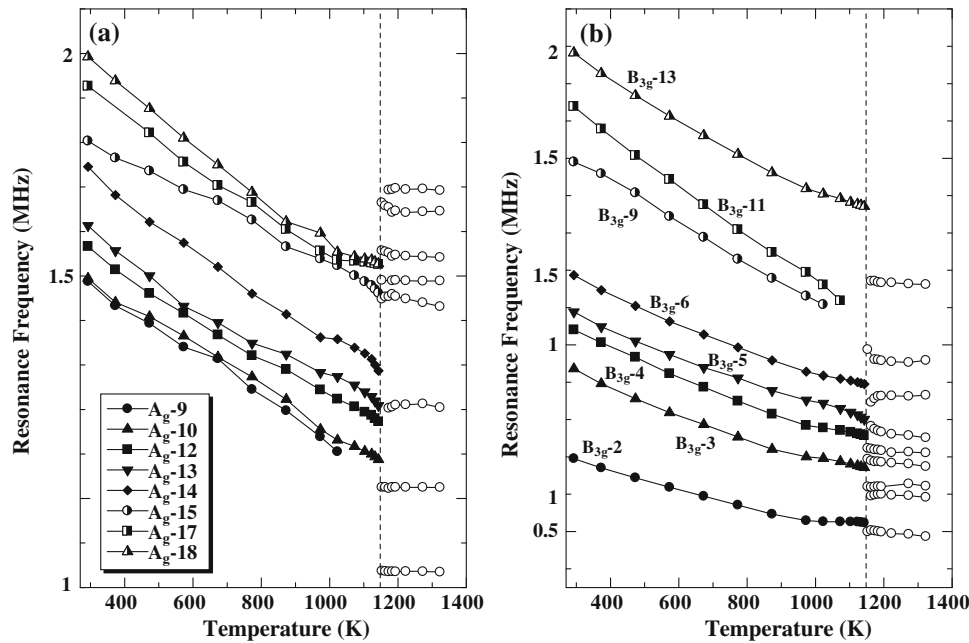 (a)
Resonance Frequency (MHz)
2
1.5
1
A_g-9
A_g-10
A_g-12
A_g-13
A_g-14
A_g-15
A_g-17
A_g-18
400 600 800 1000 1200 1400
Temperature (K)
(b)
Resonance Frequency (MHz)
2
1.5
1.5
1
1
0.5
B_3g-13
B_3g-11
B_3g-9
B_3g-6
B_3g-5
B_3g-4
B_3g-3
B_3g-2
400 600 800 1000 1200 1400
Temperature (K)